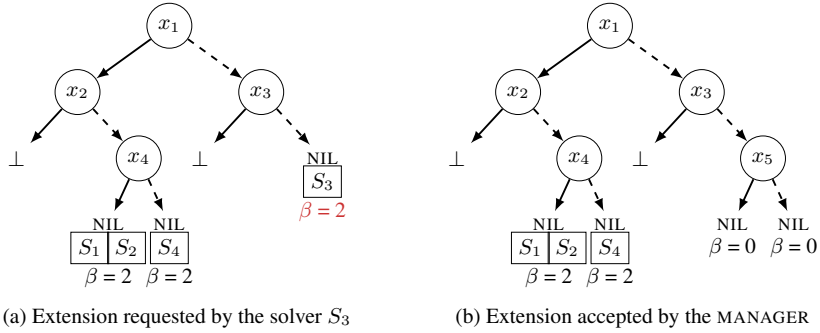 x₁ x₁
x₂ x₃ x₂ x₃
⊥ x₄ ⊥ NIL ⊥ x₄ ⊥ x₅
S₃
β = 2
NIL NIL NIL NIL NIL NIL
S₁ S₂ S₄ S₁ S₂ S₄ β = 0 β = 0
β = 2 β = 2 β = 2 β = 2
(a) Extension requested by the solver S₃ (b) Extension accepted by the MANAGER